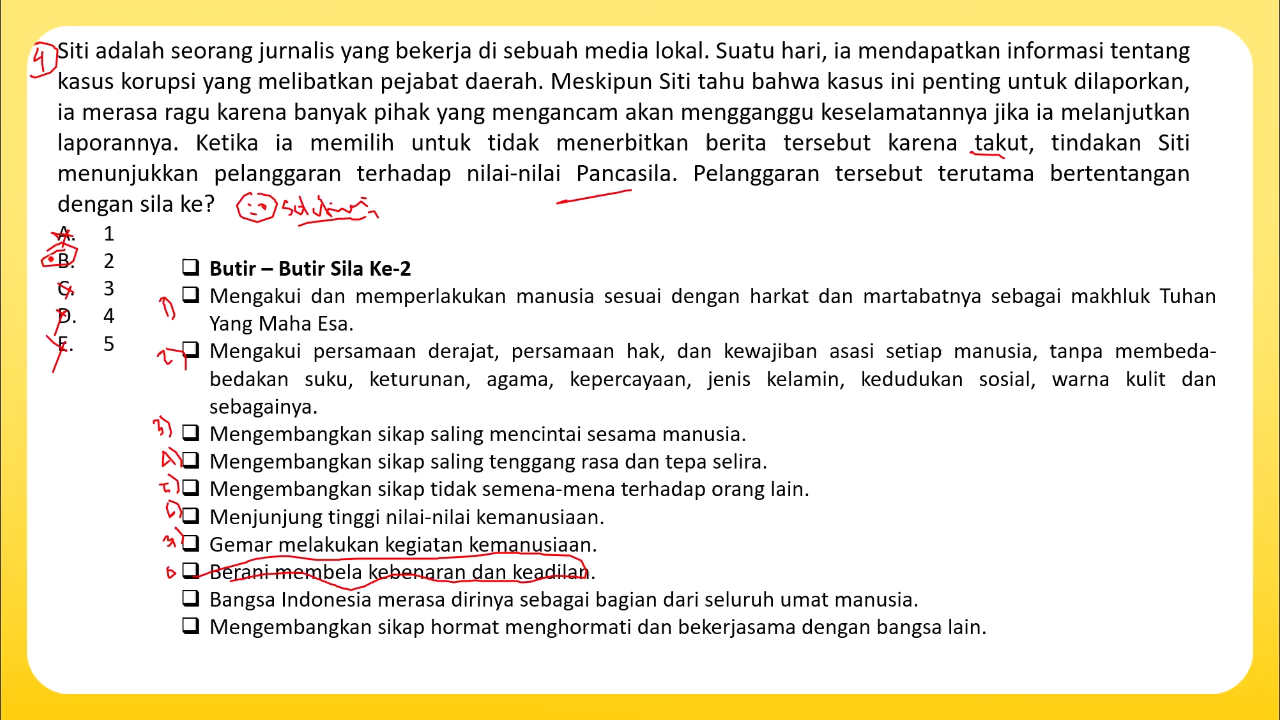 4 Siti adalah seorang jurnalis yang bekerja di sebuah media lokal. Suatu hari, ia mendapatkan informasi tentang
kasus korupsi yang melibatkan pejabat daerah. Meskipun Siti tahu bahwa kasus ini penting untuk dilaporkan,
ia merasa ragu karena banyak pihak yang mengancam akan mengganggu keselamatannya jika ia melanjutkan
laporannya. Ketika ia memilih untuk tidak menerbitkan berita tersebut karena takut, tindakan Siti
menunjukkan pelanggaran terhadap nilai-nilai Pancasila. Pelanggaran tersebut terutama bertentangan
dengan sila ke?
A. 1
B. 2
C. 3
D. 4
E. 5
Butir – Butir Sila Ke-2
1) Mengakui dan memperlakukan manusia sesuai dengan harkat dan martabatnya sebagai makhluk Tuhan
Yang Maha Esa.
2) Mengakui persamaan derajat, persamaan hak, dan kewajiban asasi setiap manusia, tanpa membeda-
bedakan suku, keturunan, agama, kepercayaan, jenis kelamin, kedudukan sosial, warna kulit dan
sebagainya.
3) Mengembangkan sikap saling mencintai sesama manusia.
Mengembangkan sikap saling tenggang rasa dan tepa selira.
Mengembangkan sikap tidak semena-mena terhadap orang lain.
Menjunjung tinggi nilai-nilai kemanusiaan.
Gemar melakukan kegiatan kemanusiaan.
Berani membela kebenaran dan keadilan.
Bangsa Indonesia merasa dirinya sebagai bagian dari seluruh umat manusia.
Mengembangkan sikap hormat menghormati dan bekerjasama dengan bangsa lain.